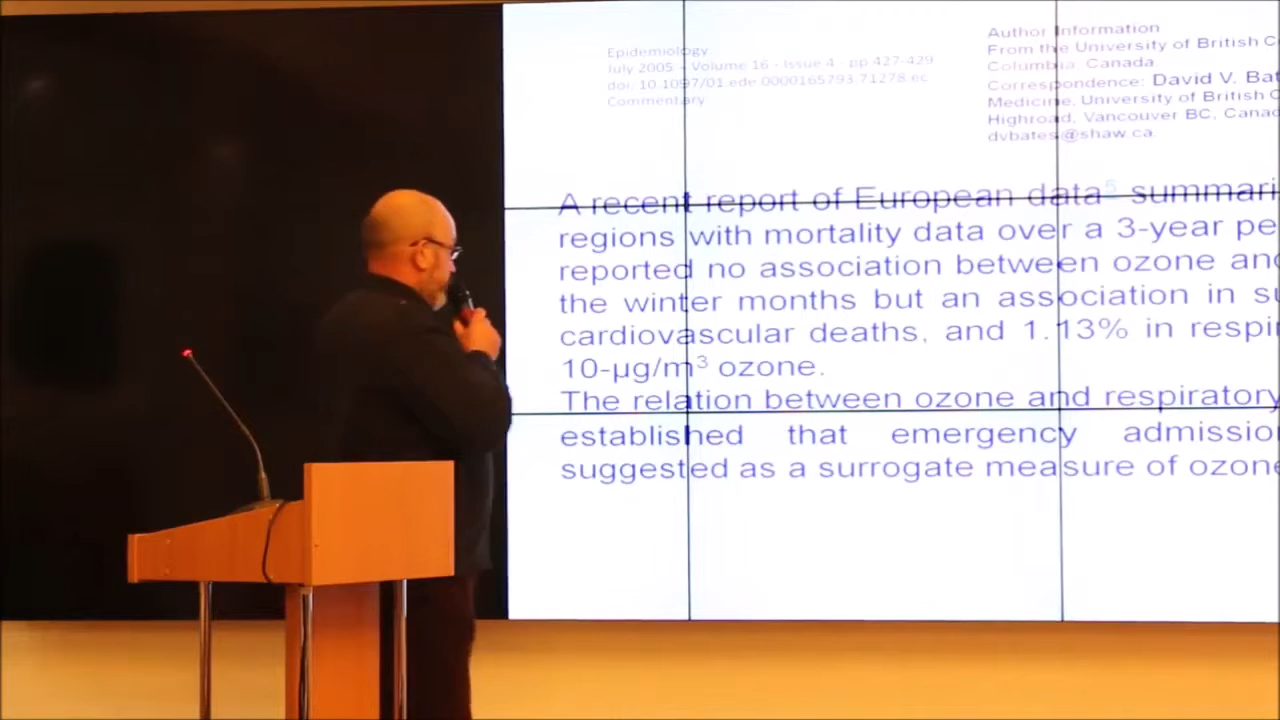 Epidemiology
July 2005 - Volume 16 - Issue 4 - pp 427-429
doi: 10.1097/01.ede.0000165793.71278.ec
Commentary
Author Information
From the University of British C
Columbia, Canada
Correspondence: David V. Bat
Medicine, University of British C
Highroad, Vancouver BC, Canad
dvbates@shaw.ca
A recent report of European data⁵ summari
regions with mortality data over a 3-year pe
reported no association between ozone and
the winter months but an association in su
cardiovascular deaths, and 1.13% in respi
10-µg/m³ ozone.
The relation between ozone and respiratory
established that emergency admissio
suggested as a surrogate measure of ozone